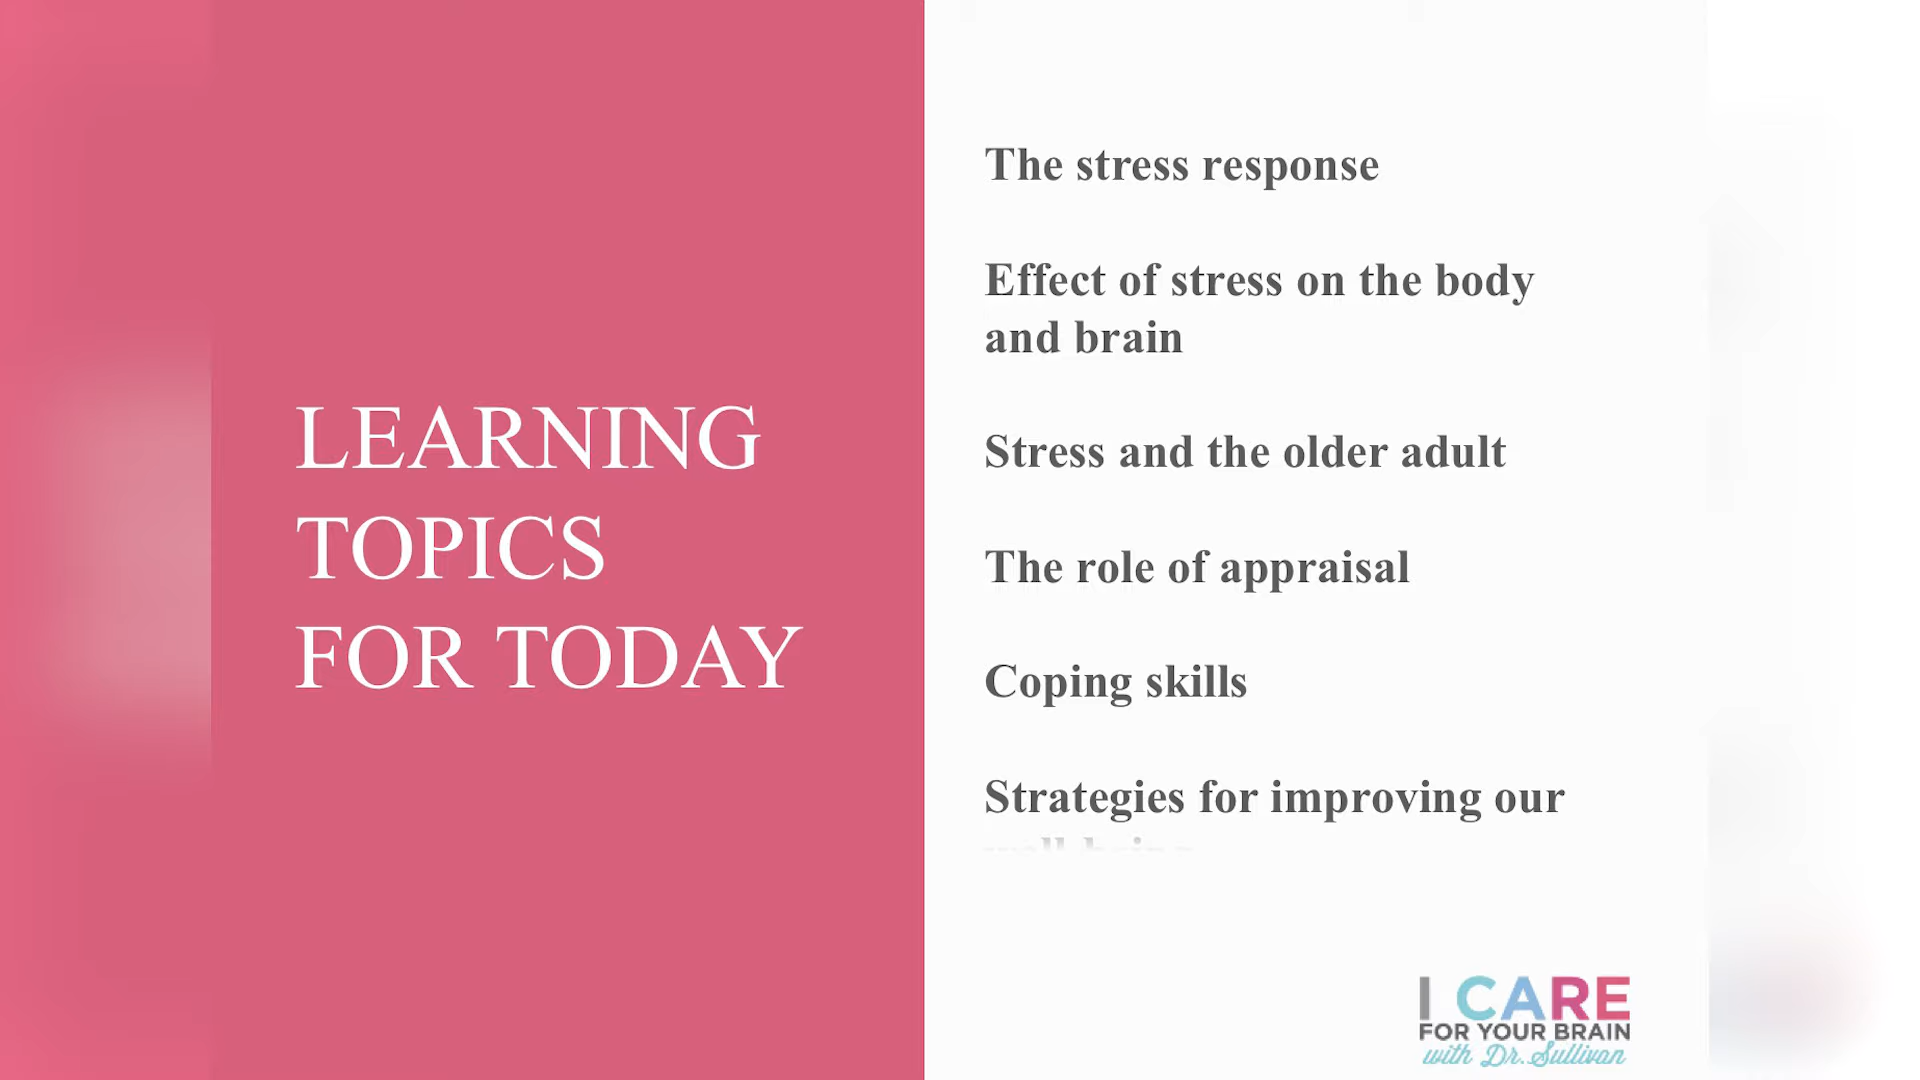 LEARNING
TOPICS
FOR TODAY
The stress response
Effect of stress on the body
and brain
Stress and the older adult
The role of appraisal
Coping skills
Strategies for improving our
I CARE
FOR YOUR BRAIN
with Dr. Sullivan